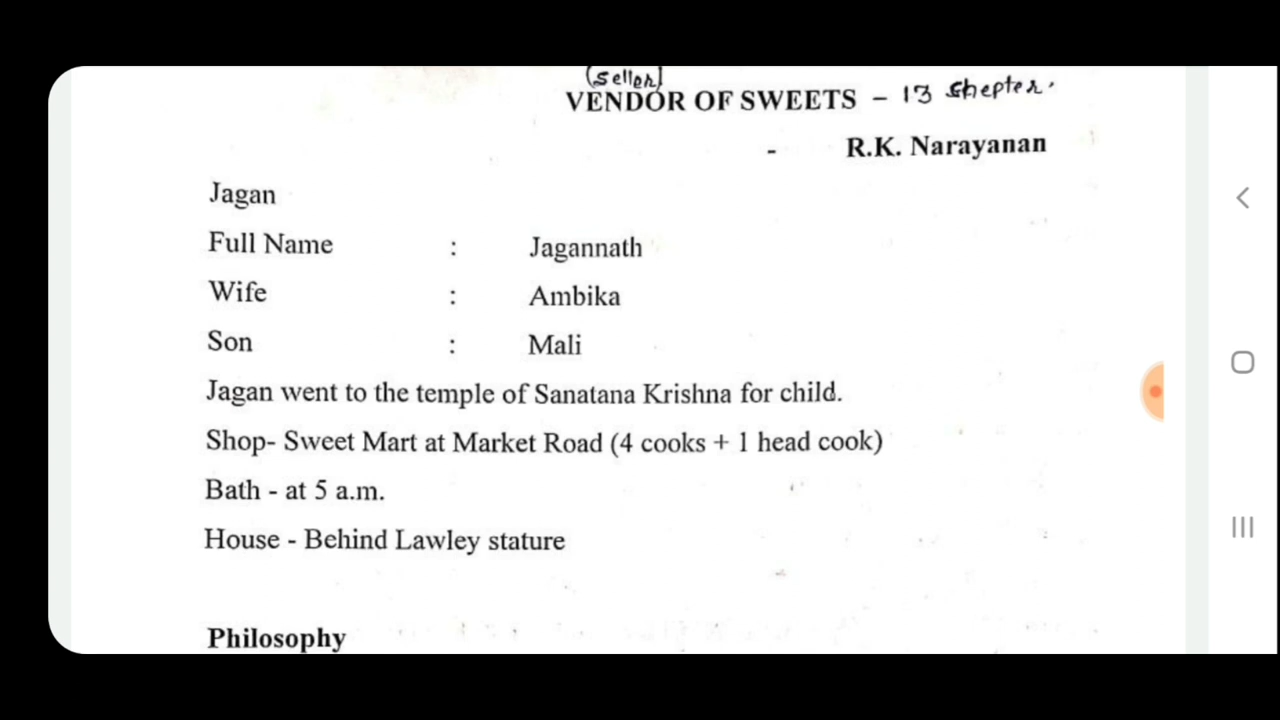 (seller)
VENDOR OF SWEETS - 13 chepter.
- R.K. Narayanan
Jagan
Full Name : Jagannath
Wife : Ambika
Son : Mali
Jagan went to the temple of Sanatana Krishna for child.
Shop- Sweet Mart at Market Road (4 cooks + 1 head cook)
Bath - at 5 a.m.
House - Behind Lawley stature
Philosophy